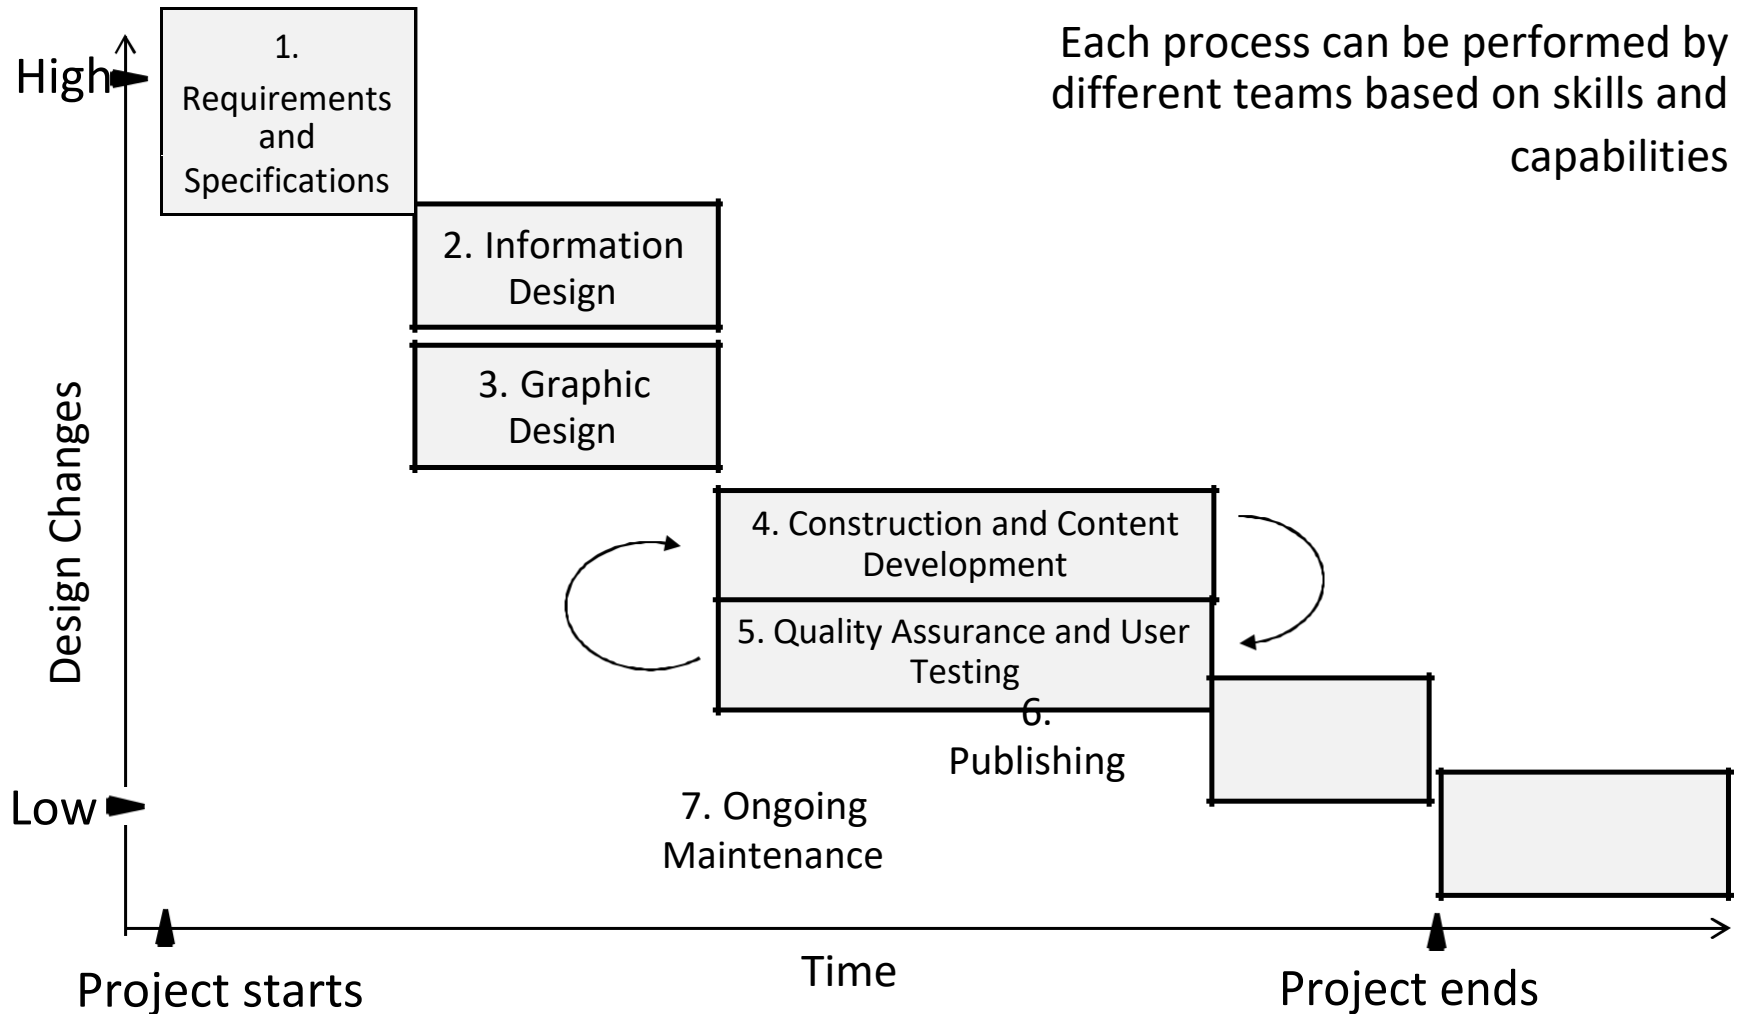 1.
Requirements
and
Specifications
Each process can be performed by
different teams based on skills and
capabilities
High
2. Information
Design
3. Graphic
Design
Design Changes
4. Construction and Content
Development
5. Quality Assurance and User
Testing
6.
Publishing
7. Ongoing
Maintenance
Low
Time
Project starts
Project ends